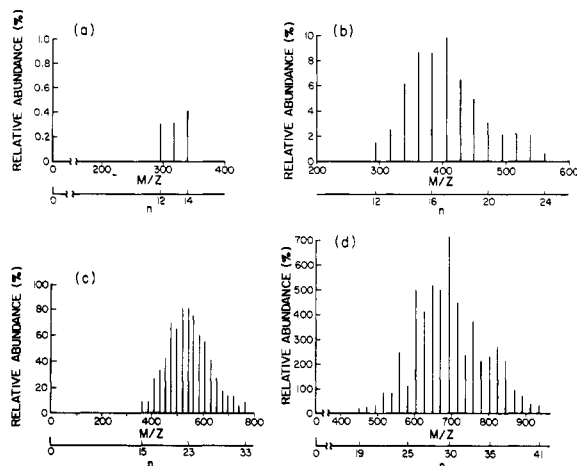 (a)
RELATIVE ABUNDANCE (%)
1.0
0.8
0.6
0.4
0.2
0
0 200 300 400
M/Z
0 12 14
n
(b)
RELATIVE ABUNDANCE (%)
10
8
6
4
2
0
200 300 400 500 600
M/Z
12 16 20 24
n
(c)
RELATIVE ABUNDANCE (%)
100
80
60
40
20
0
0 200 400 600 800
M/Z
0 15 23 33
n
(d)
RELATIVE ABUNDANCE (%)
700
600
500
400
300
200
100
0
0 400 500 600 700 800 900
M/Z
0 19 25 30 35 41
n